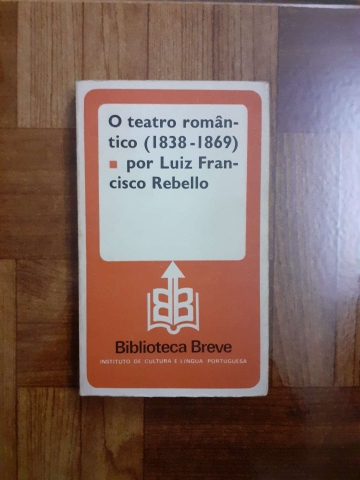 O teatro român-
tico (1838-1869)
▪ por Luiz Fran-
cisco Rebello
Biblioteca Breve
INSTITUTO DE CULTURA E LÍNGUA PORTUGUESA